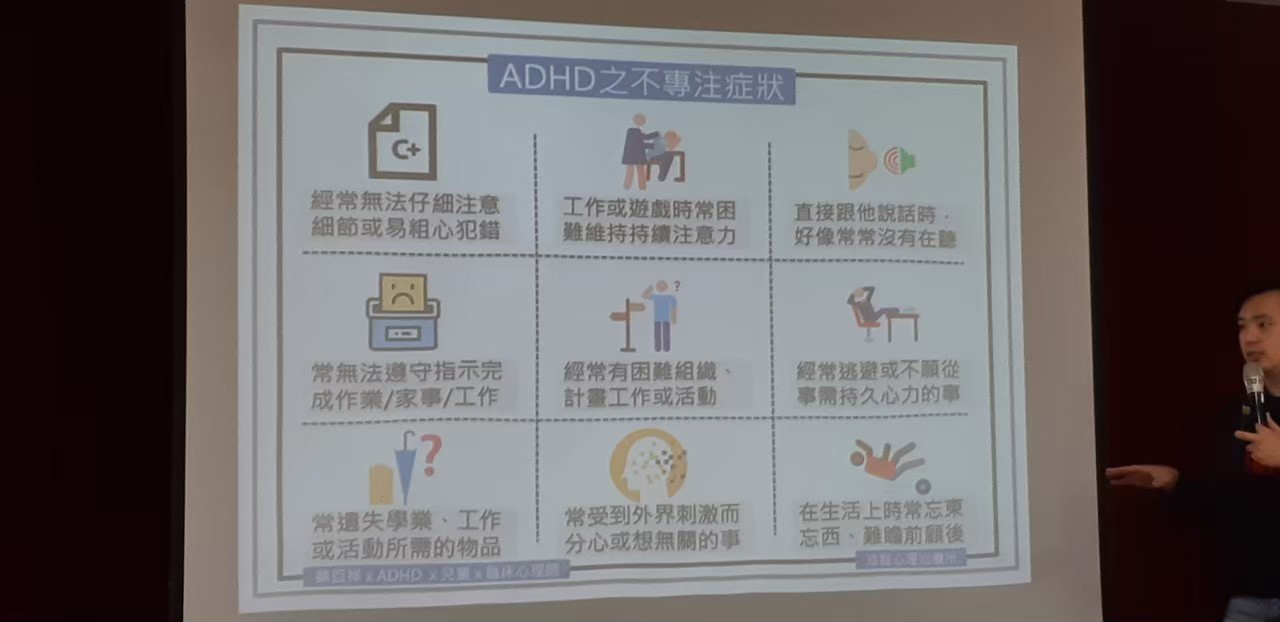 ADHD之不專注症狀
C+
經常無法仔細注意
細節或易粗心犯錯
工作或遊戲時常困
難維持持續注意力
直接跟他說話時，
好像常常沒有在聽
常無法遵守指示完
成作業/家事/工作
?
經常有困難組織、
計畫工作或活動
經常逃避或不願從
事需持久心力的事
?
常遺失學業、工作
或活動所需的物品
常受到外界刺激而
分心或想無關的事
在生活上時常忘東
忘西、難瞻前顧後
x ADHD x 兒童 x 臨床心理師